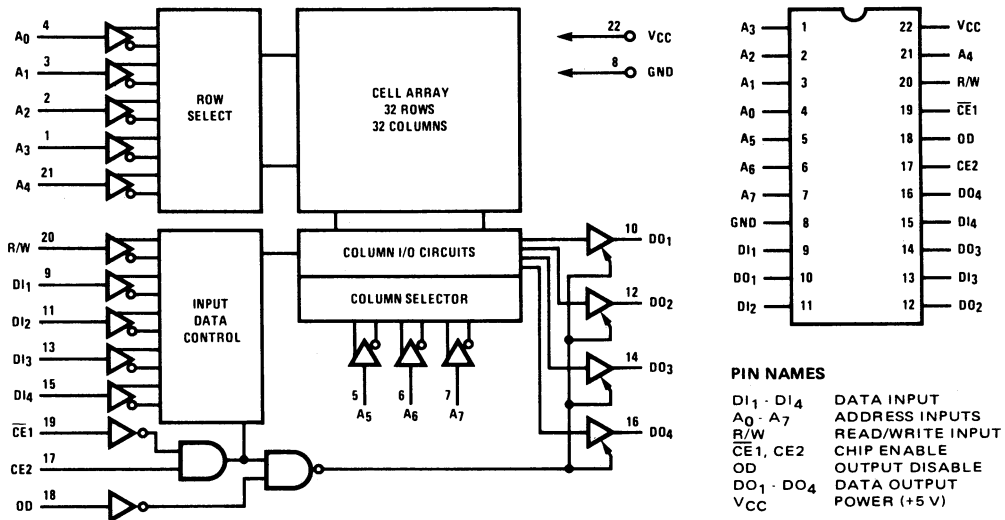 A0 4
A1 3
A2 2
A3 1
A4 21
ROW
SELECT
CELL ARRAY
32 ROWS
32 COLUMNS
22 VCC
8 GND
R/W 20
DI1 9
DI2 11
DI3 13
DI4 15
CE1 19
CE2 17
OD 18
INPUT
DATA
CONTROL
COLUMN I/O CIRCUITS
COLUMN SELECTOR
5 6 7
A5 A6 A7
10 DO1
12 DO2
14 DO3
16 DO4
A3 1 22 VCC
A2 2 21 A4
A1 3 20 R/W
A0 4 19 CE1
A5 5 18 OD
A6 6 17 CE2
A7 7 16 DO4
GND 8 15 DI4
DI1 9 14 DO3
DO1 10 13 DI3
DI2 11 12 DO2
PIN NAMES
DI1 - DI4 DATA INPUT
A0 - A7 ADDRESS INPUTS
R/W READ/WRITE INPUT
CE1, CE2 CHIP ENABLE
OD OUTPUT DISABLE
DO1 - DO4 DATA OUTPUT
VCC POWER (+5 V)